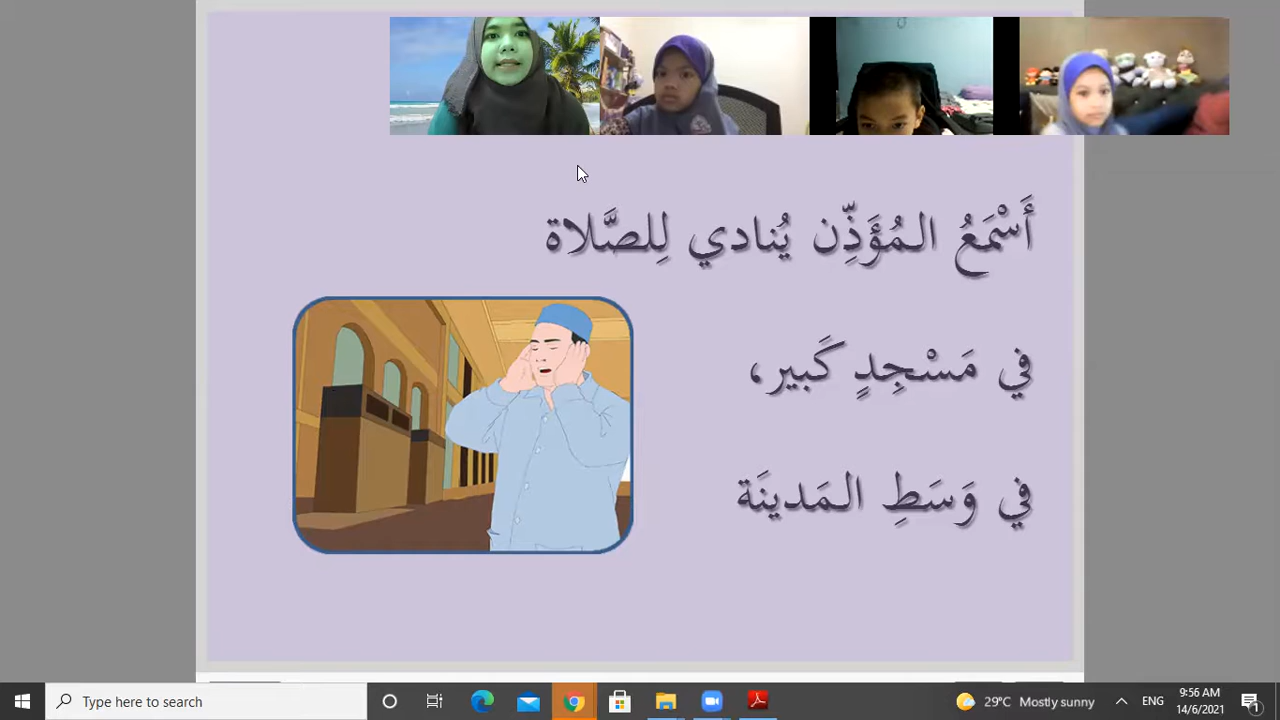 أَسْمَعُ المُؤَذِّن يُنادي لِلصَّلاة
في مَسْجِدٍ كَبير،
في وَسَطِ المَدينَة
Type here to search
29°C Mostly sunny
ENG
9:56 AM
14/6/2021
1